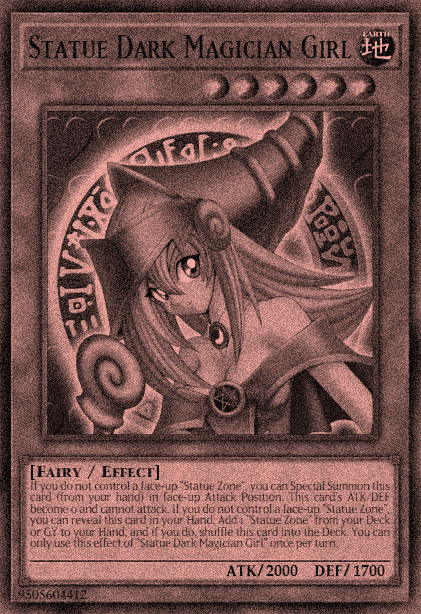 STATUE DARK MAGICIAN GIRL
EARTH
地
[FAIRY / EFFECT]
If you do not control a face-up "Statue Zone", you can Special Summon this
card (from your hand) in face-up Attack Position. This card's ATK/DEF
become 0 and cannot attack. If you do not control a face-up "Statue Zone",
you can reveal this card in your Hand: Add 1 "Statue Zone" from your Deck
or GY to your Hand, and if you do, shuffle this card into the Deck. You can
only use this effect of "Statue Dark Magician Girl" once per turn.
ATK/2000 DEF/1700
9505604412